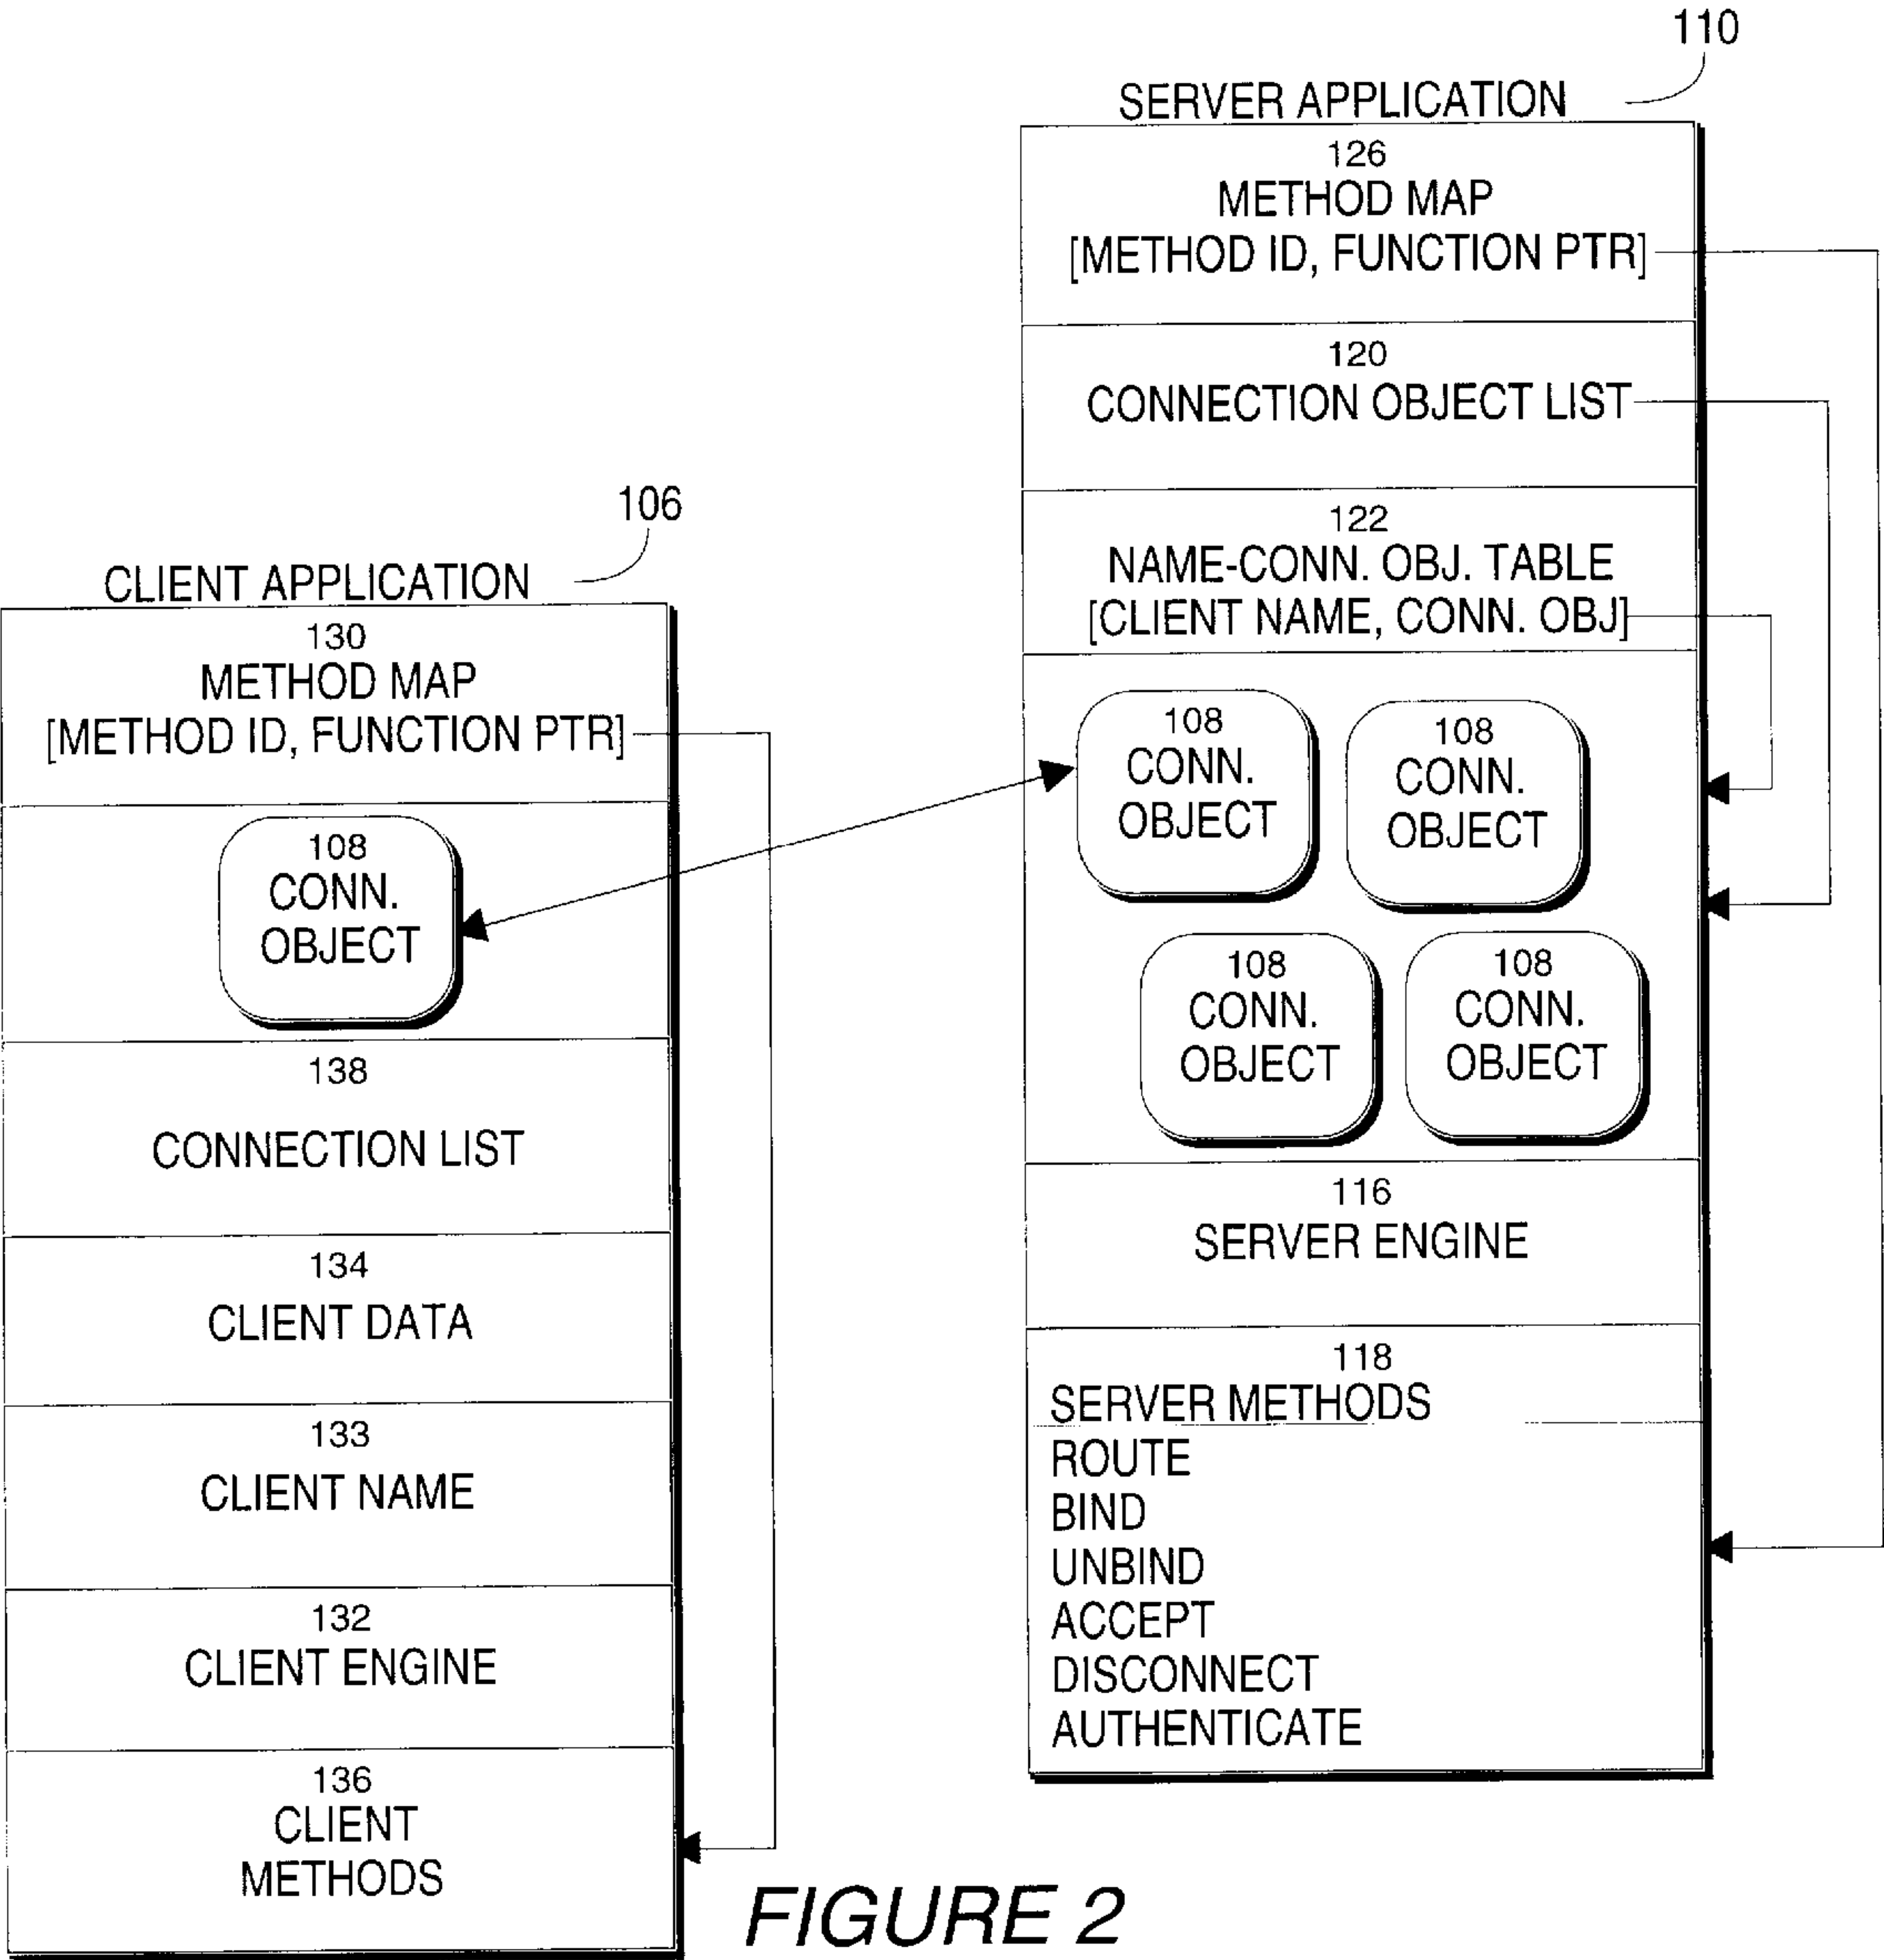 110
SERVER APPLICATION
126
METHOD MAP
[METHOD ID, FUNCTION PTR]
120
CONNECTION OBJECT LIST
122
NAME-CONN. OBJ. TABLE
[CLIENT NAME, CONN. OBJ]
108
CONN.
OBJECT
108
CONN.
OBJECT
108
CONN.
OBJECT
108
CONN.
OBJECT
116
SERVER ENGINE
118
SERVER METHODS
ROUTE
BIND
UNBIND
ACCEPT
DISCONNECT
AUTHENTICATE
106
CLIENT APPLICATION
130
METHOD MAP
[METHOD ID, FUNCTION PTR]
108
CONN.
OBJECT
138
CONNECTION LIST
134
CLIENT DATA
133
CLIENT NAME
132
CLIENT ENGINE
136
CLIENT
METHODS
FIGURE 2